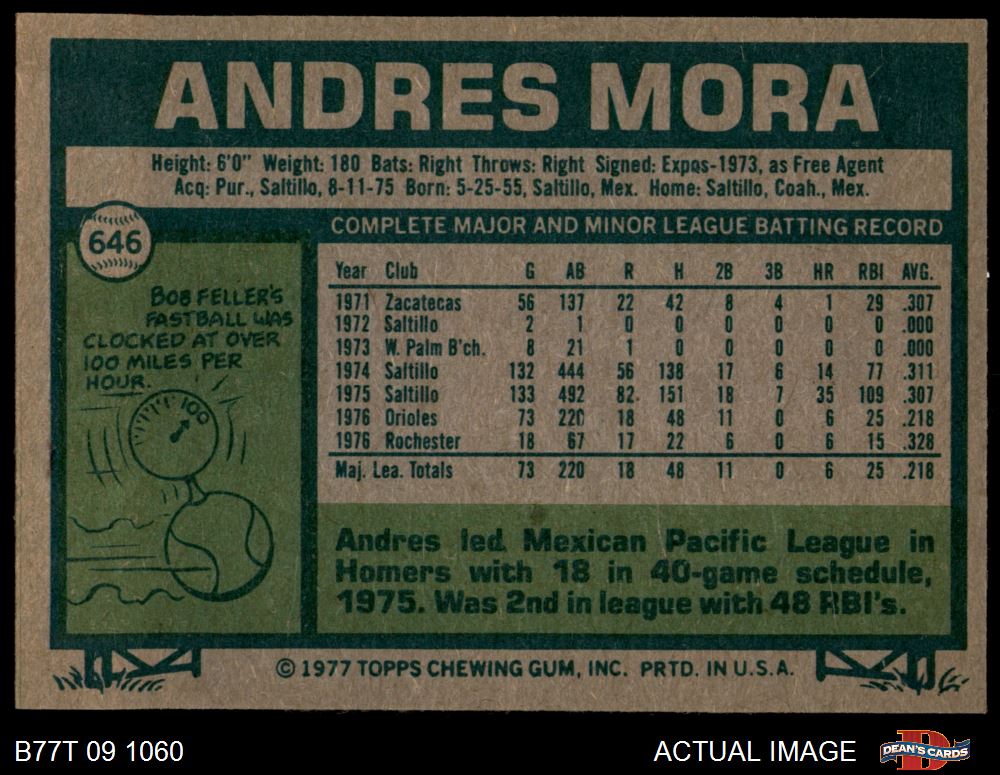 ANDRES MORA
Height: 6'0" Weight: 180 Bats: Right Throws: Right Signed: Expos-1973, as Free Agent
Acq: Pur., Saltillo, 8-11-75 Born: 5-25-55, Saltillo, Mex. Home: Saltillo, Coah., Mex.
646
COMPLETE MAJOR AND MINOR LEAGUE BATTING RECORD
Year Club G AB R H 2B 3B HR RBI AVG.
1971 Zacatecas 56 137 22 42 8 4 1 29 .307
1972 Saltillo 2 1 0 0 0 0 0 0 .000
1973 W. Palm B'ch. 8 21 1 0 0 0 0 0 .000
1974 Saltillo 132 444 56 138 17 6 14 77 .311
1975 Saltillo 133 492 82 151 18 7 35 109 .307
1976 Orioles 73 220 18 48 11 0 6 25 .218
1976 Rochester 18 67 17 22 6 0 6 15 .328
Maj. Lea. Totals 73 220 18 48 11 0 6 25 .218
BOB FELLER'S
FASTBALL WAS
CLOCKED AT OVER
100 MILES PER
HOUR.
100
Andres led Mexican Pacific League in
Homers with 18 in 40-game schedule,
1975. Was 2nd in league with 48 RBI's.
© 1977 TOPPS CHEWING GUM, INC. PRTD. IN U.S.A.
B77T 09 1060
ACTUAL IMAGE
D
DEAN'S CARDS